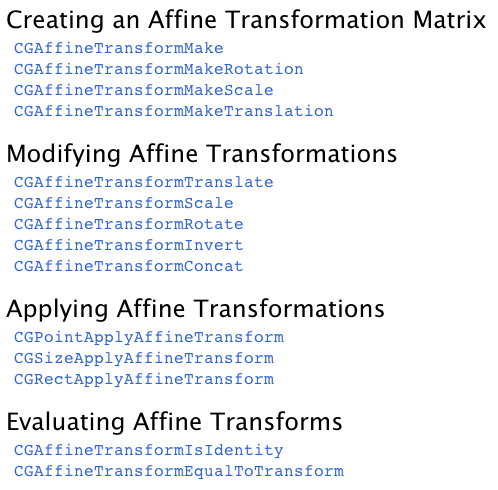 Creating an Affine Transformation Matrix
CGAffineTransformMake
CGAffineTransformMakeRotation
CGAffineTransformMakeScale
CGAffineTransformMakeTranslation
Modifying Affine Transformations
CGAffineTransformTranslate
CGAffineTransformScale
CGAffineTransformRotate
CGAffineTransformInvert
CGAffineTransformConcat
Applying Affine Transformations
CGPointApplyAffineTransform
CGSizeApplyAffineTransform
CGRectApplyAffineTransform
Evaluating Affine Transforms
CGAffineTransformIsIdentity
CGAffineTransformEqualToTransform